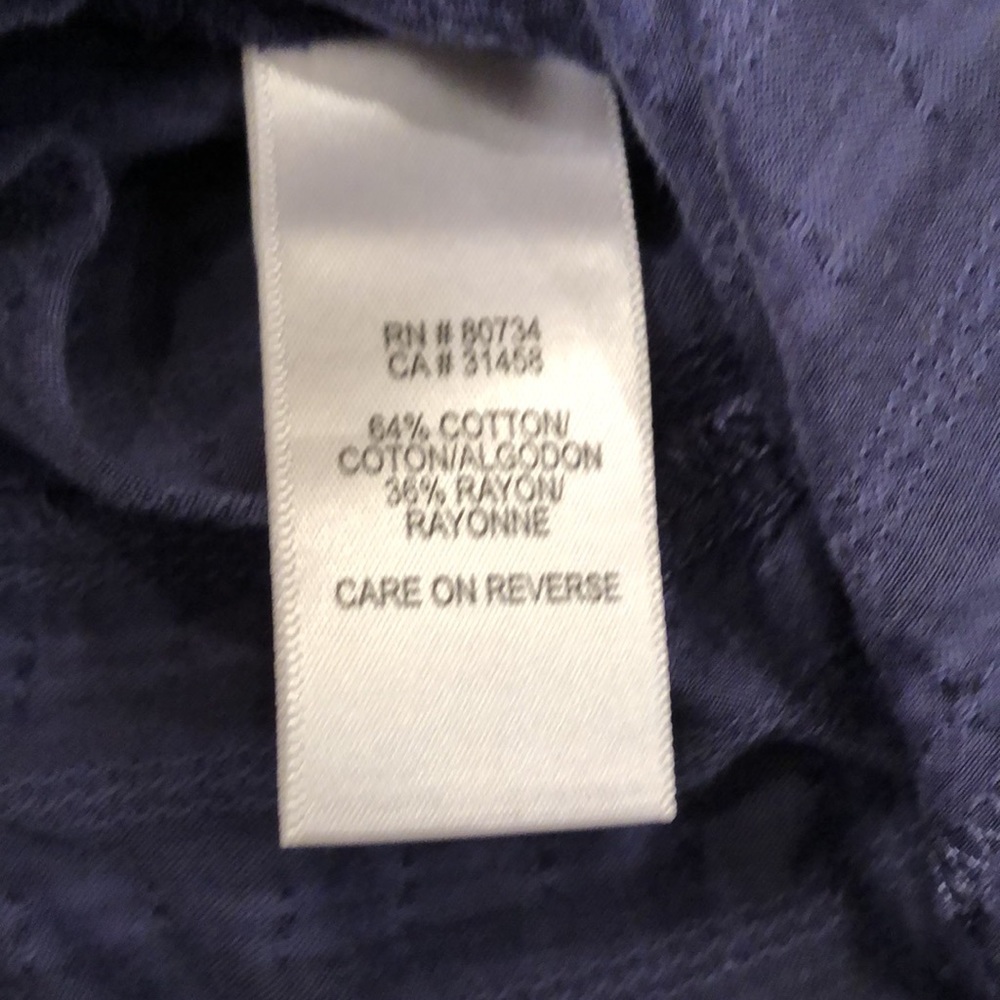 RN # 80734
CA # 31458
64% COTTON/
COTON/ALGODON
36% RAYON/
RAYONNE
CARE ON REVERSE